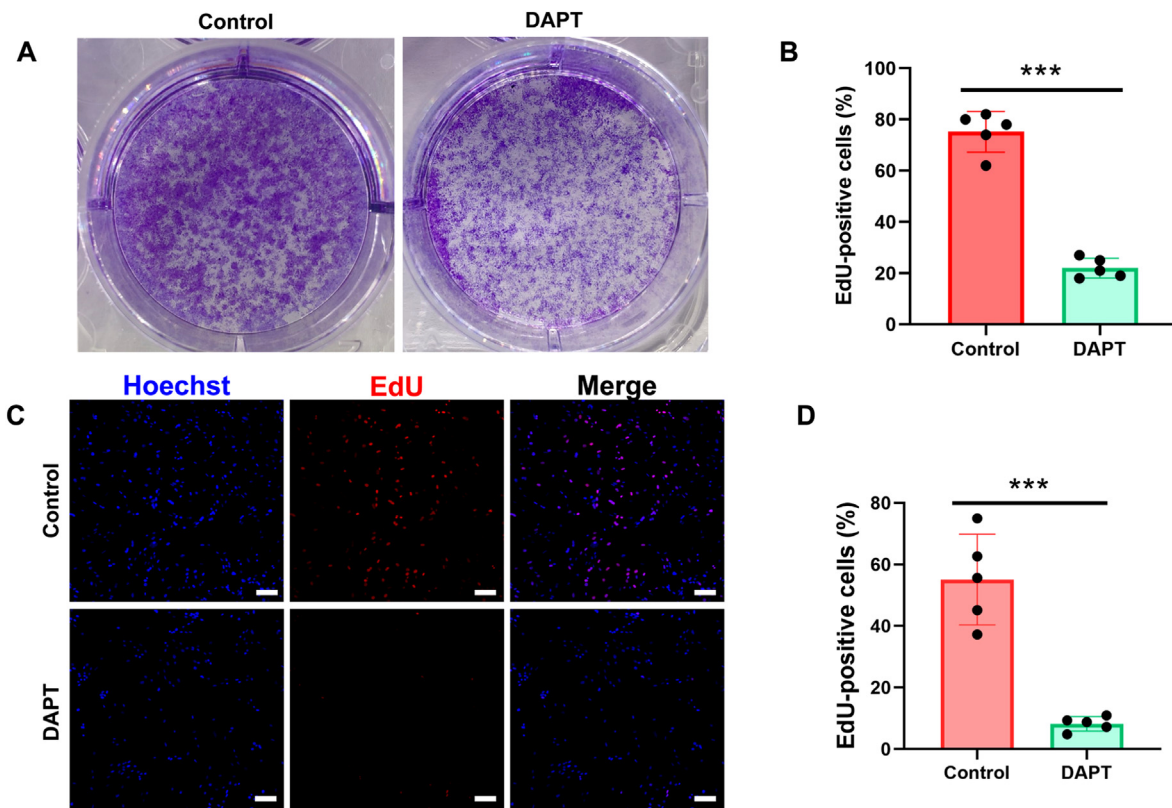 A
Control
DAPT
B
EdU-positive cells (%)
100
80
60
40
20
0
***
Control
DAPT
C
Hoechst
EdU
Merge
Control
DAPT
D
EdU-positive cells (%)
80
60
40
20
0
***
Control
DAPT